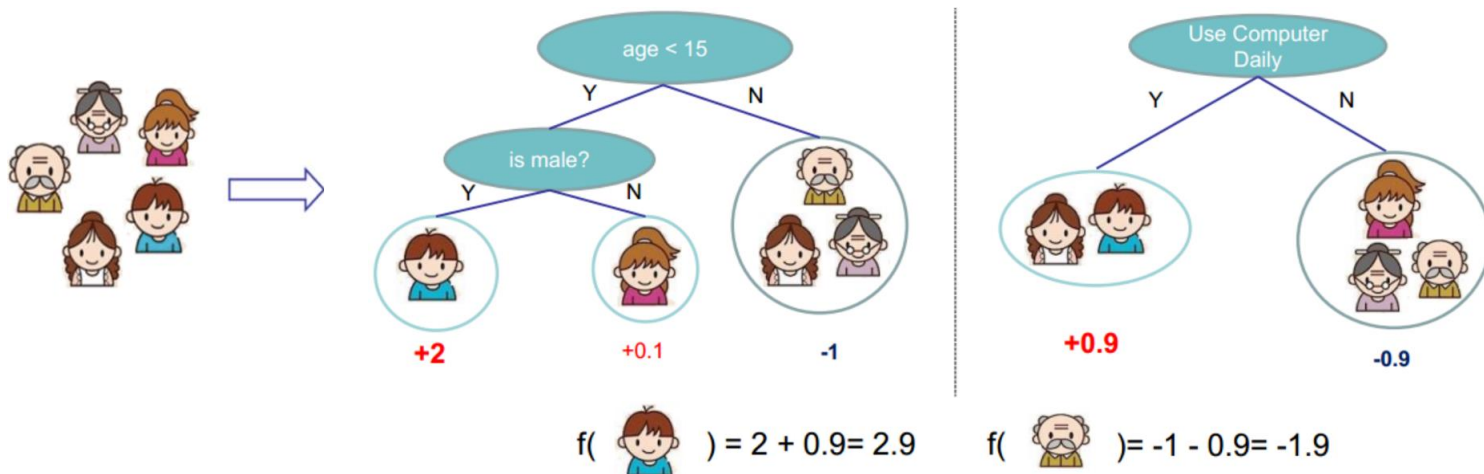 age < 15
Use Computer
Daily
Y
N
Y
N
is male?
Y
N
+2
+0.1
-1
+0.9
-0.9
f( ) = 2 + 0.9= 2.9
f( )= -1 - 0.9= -1.9